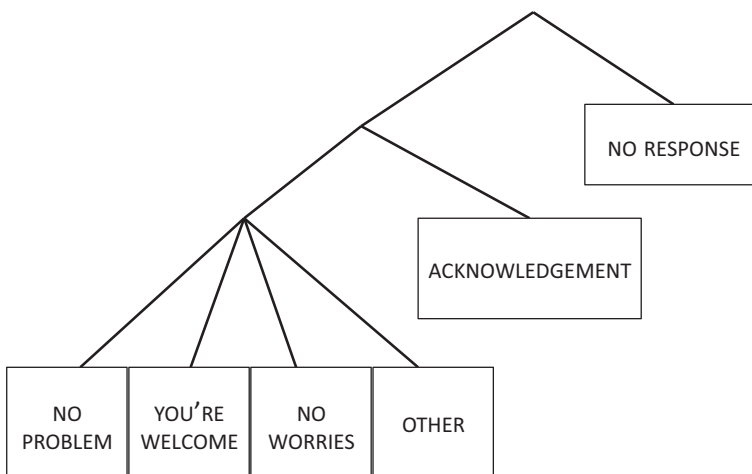 NO RESPONSE
ACKNOWLEDGEMENT
NO
PROBLEM
YOU’RE
WELCOME
NO
WORRIES
OTHER